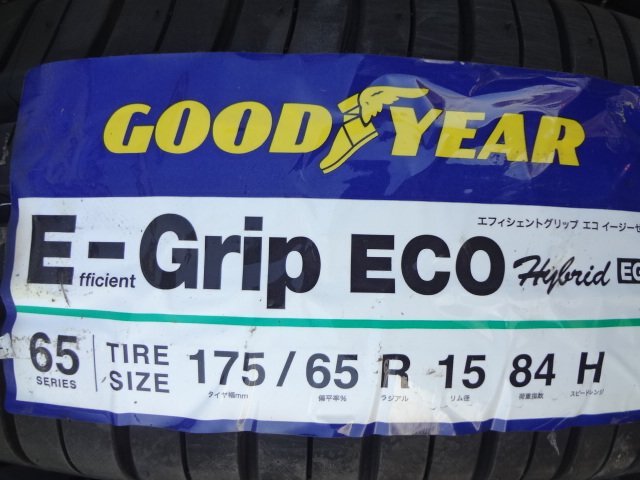 GOODYEAR
エフィシェントグリップ エコ イージーセ
Efficient-Grip ECO Hybrid EC
65 SERIES TIRE SIZE 175 / 65 R 15 84 H
タイヤ幅mm 偏平率% ラジアル リム径 荷重指数 スピードレンジ